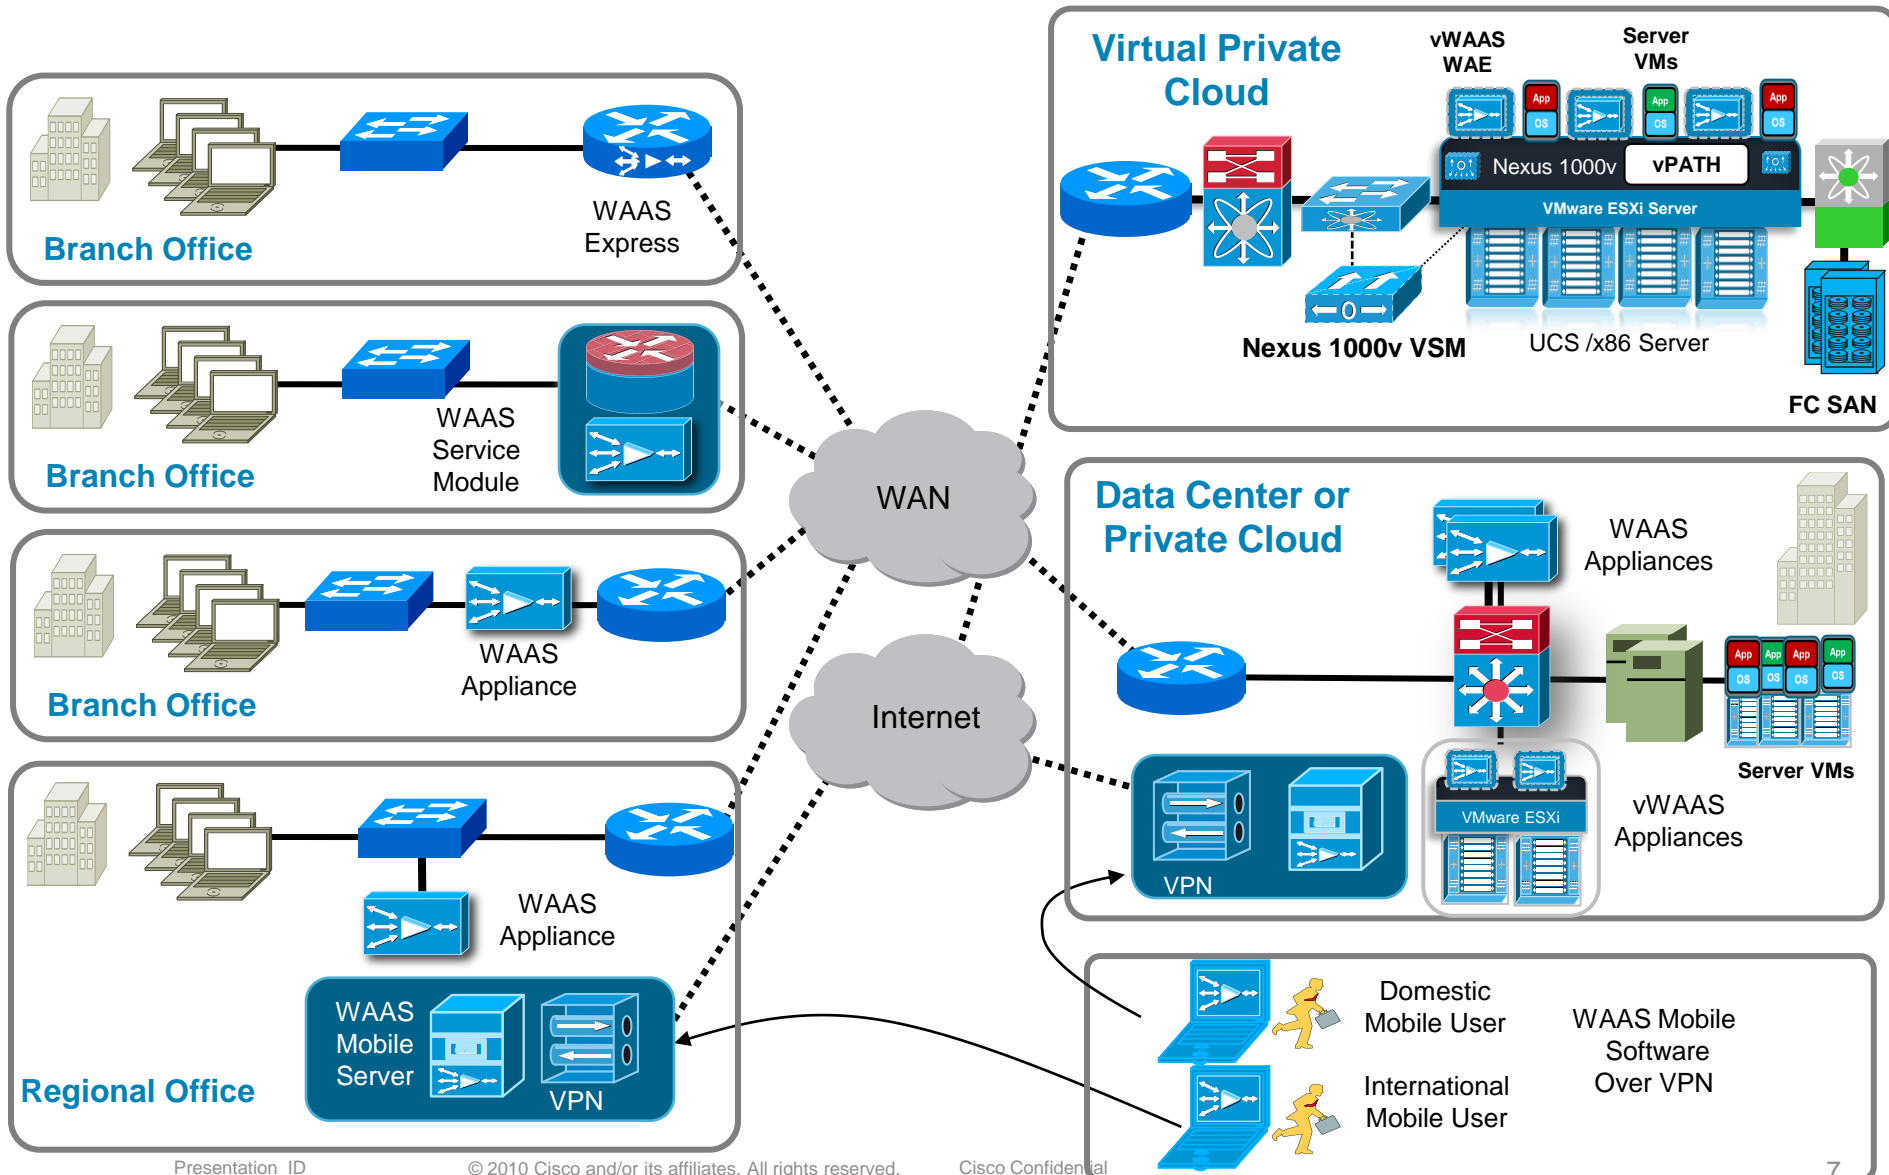 WAAS
Express
Branch Office
WAAS
Service
Module
Branch Office
WAAS
Appliance
Branch Office
WAAS
Appliance
WAAS
Mobile
Server
VPN
Regional Office
WAN
Internet
Virtual Private
Cloud
vWAAS
WAE
Server
VMs
App
OS
App
OS
App
OS
Nexus 1000v
vPATH
VMware ESXi Server
Nexus 1000v VSM
UCS /x86 Server
FC SAN
Data Center or
Private Cloud
WAAS
Appliances
App
App
App
App
OS
OS
OS
OS
Server VMs
VMware ESXi
vWAAS
Appliances
VPN
Domestic
Mobile User
International
Mobile User
WAAS Mobile
Software
Over VPN
Presentation_ID
© 2010 Cisco and/or its affiliates. All rights reserved.
Cisco Confidential
7